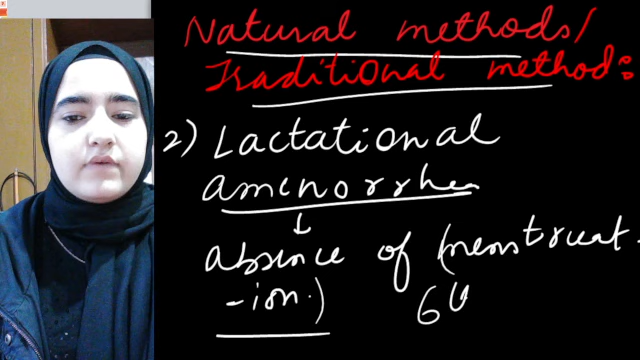 Natural methods/
Traditional method:
2) Lactational
amenorrhea
↓
absence of (menstruat-
-ion.)
6